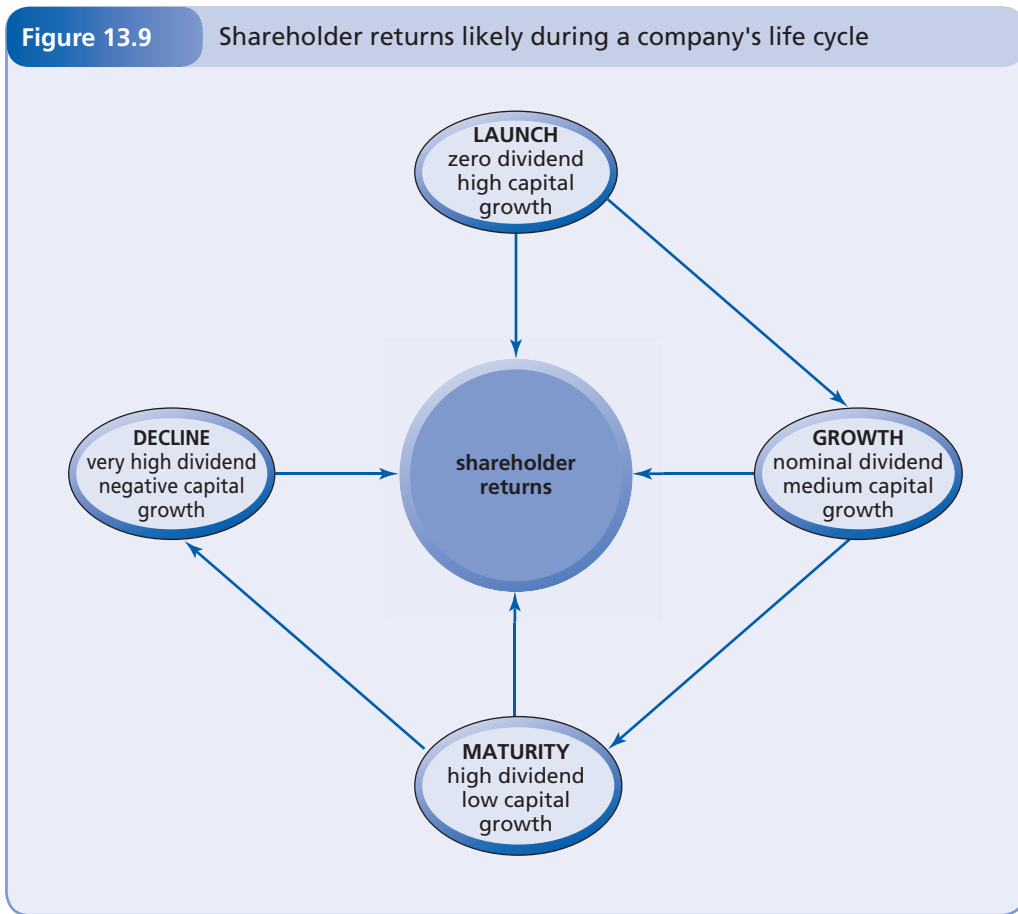 Figure 13.9
Shareholder returns likely during a company's life cycle
LAUNCH
zero dividend
high capital
growth
DECLINE
very high dividend
negative capital
growth
shareholder
returns
GROWTH
nominal dividend
medium capital
growth
MATURITY
high dividend
low capital
growth